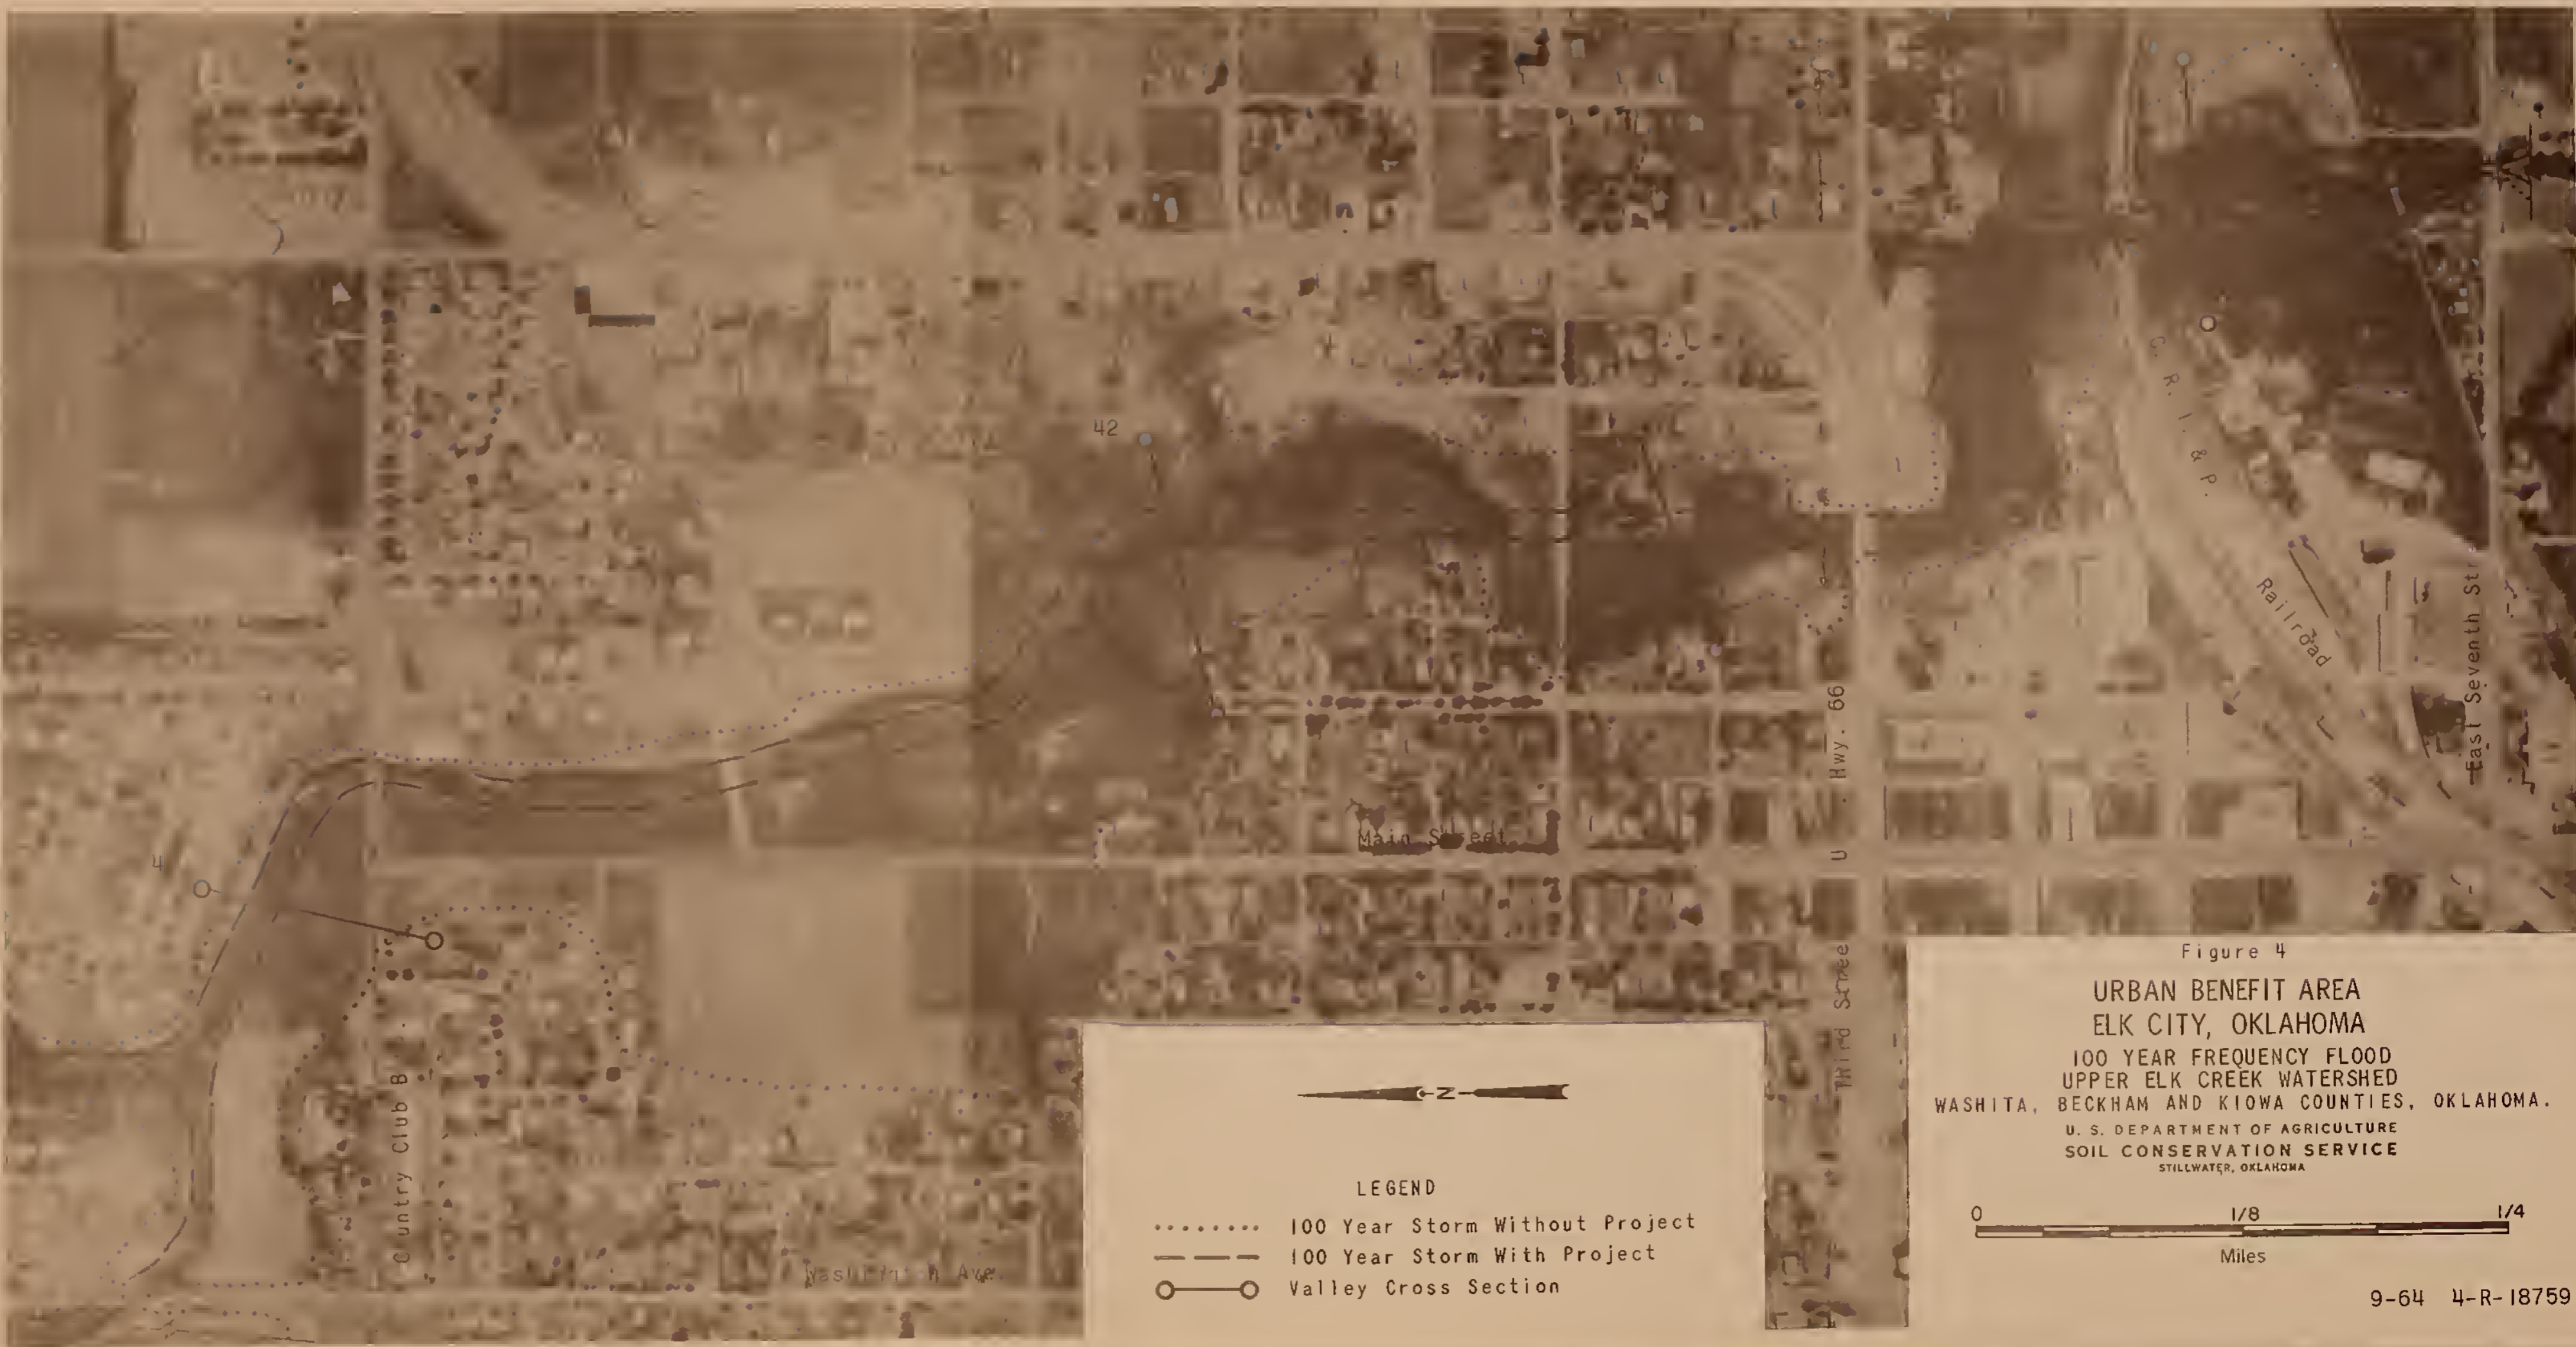 42
C. R. I. & P.
Railroad
East Seventh
U . Hwy. 66
Main Street
4
Country Club B
Third Stree
Ave.
N
LEGEND
100 Year Storm Without Project
100 Year Storm With Project
Valley Cross Section
Figure 4
URBAN BENEFIT AREA
ELK CITY, OKLAHOMA
100 YEAR FREQUENCY FLOOD
UPPER ELK CREEK WATERSHED
WASHITA, BECKHAM AND KIOWA COUNTIES, OKLAHOMA.
U. S. DEPARTMENT OF AGRICULTURE
SOIL CONSERVATION SERVICE
STILLWATER, OKLAHOMA
0 1/8 1/4
Miles
9-64 4-R-18759